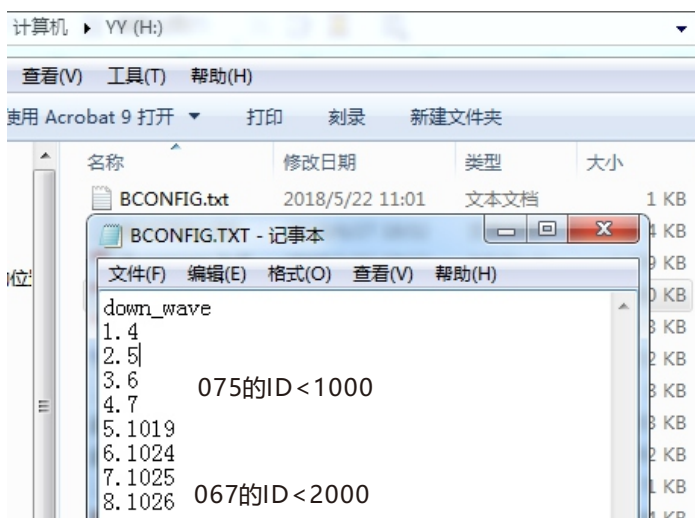 计算机 ▸ YY (H:)
查看(V) 工具(T) 帮助(H)
使用 Acrobat 9 打开 ▼ 打印 刻录 新建文件夹
名称 修改日期 类型 大小
BCONFIG.txt 2018/5/22 11:01 文本文档 1 KB
BCONFIG.TXT - 记事本
文件(F) 编辑(E) 格式(O) 查看(V) 帮助(H)
down_wave
1.4
2.5
3.6
075的ID<1000
4.7
5.1019
6.1024
7.1025
8.1026
067的ID<2000